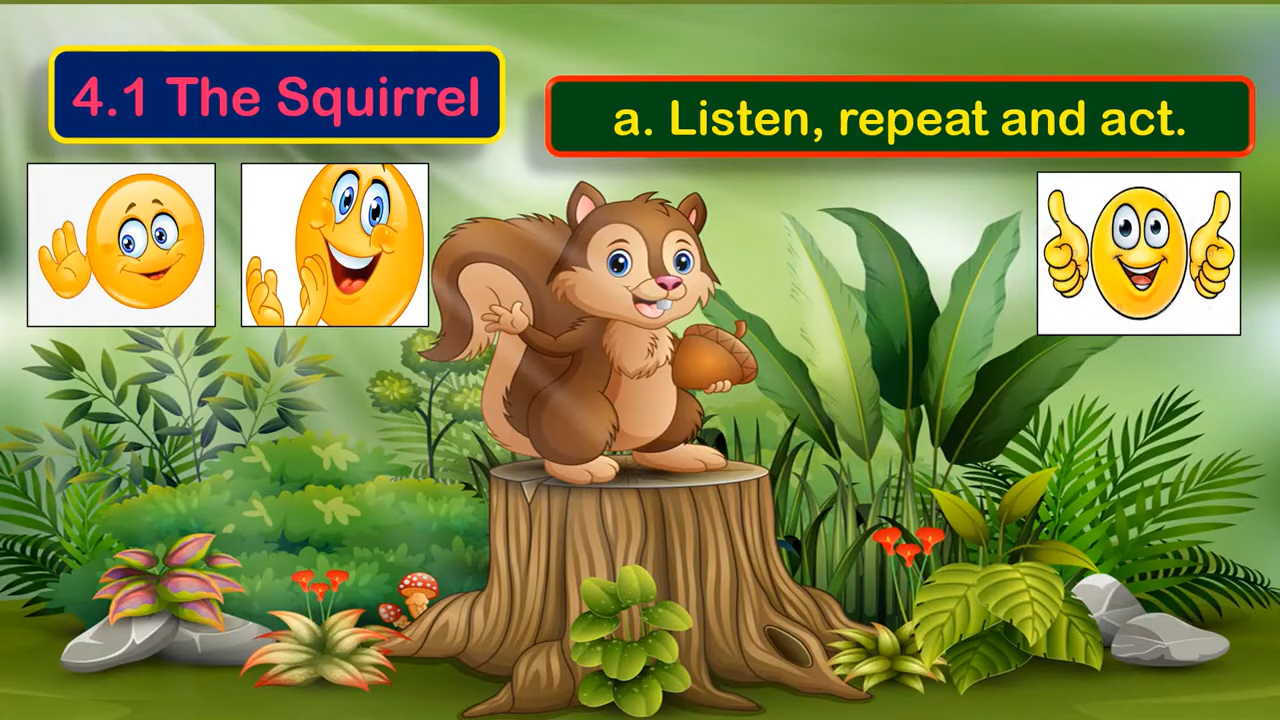 4.1 The Squirrel
a. Listen, repeat and act.